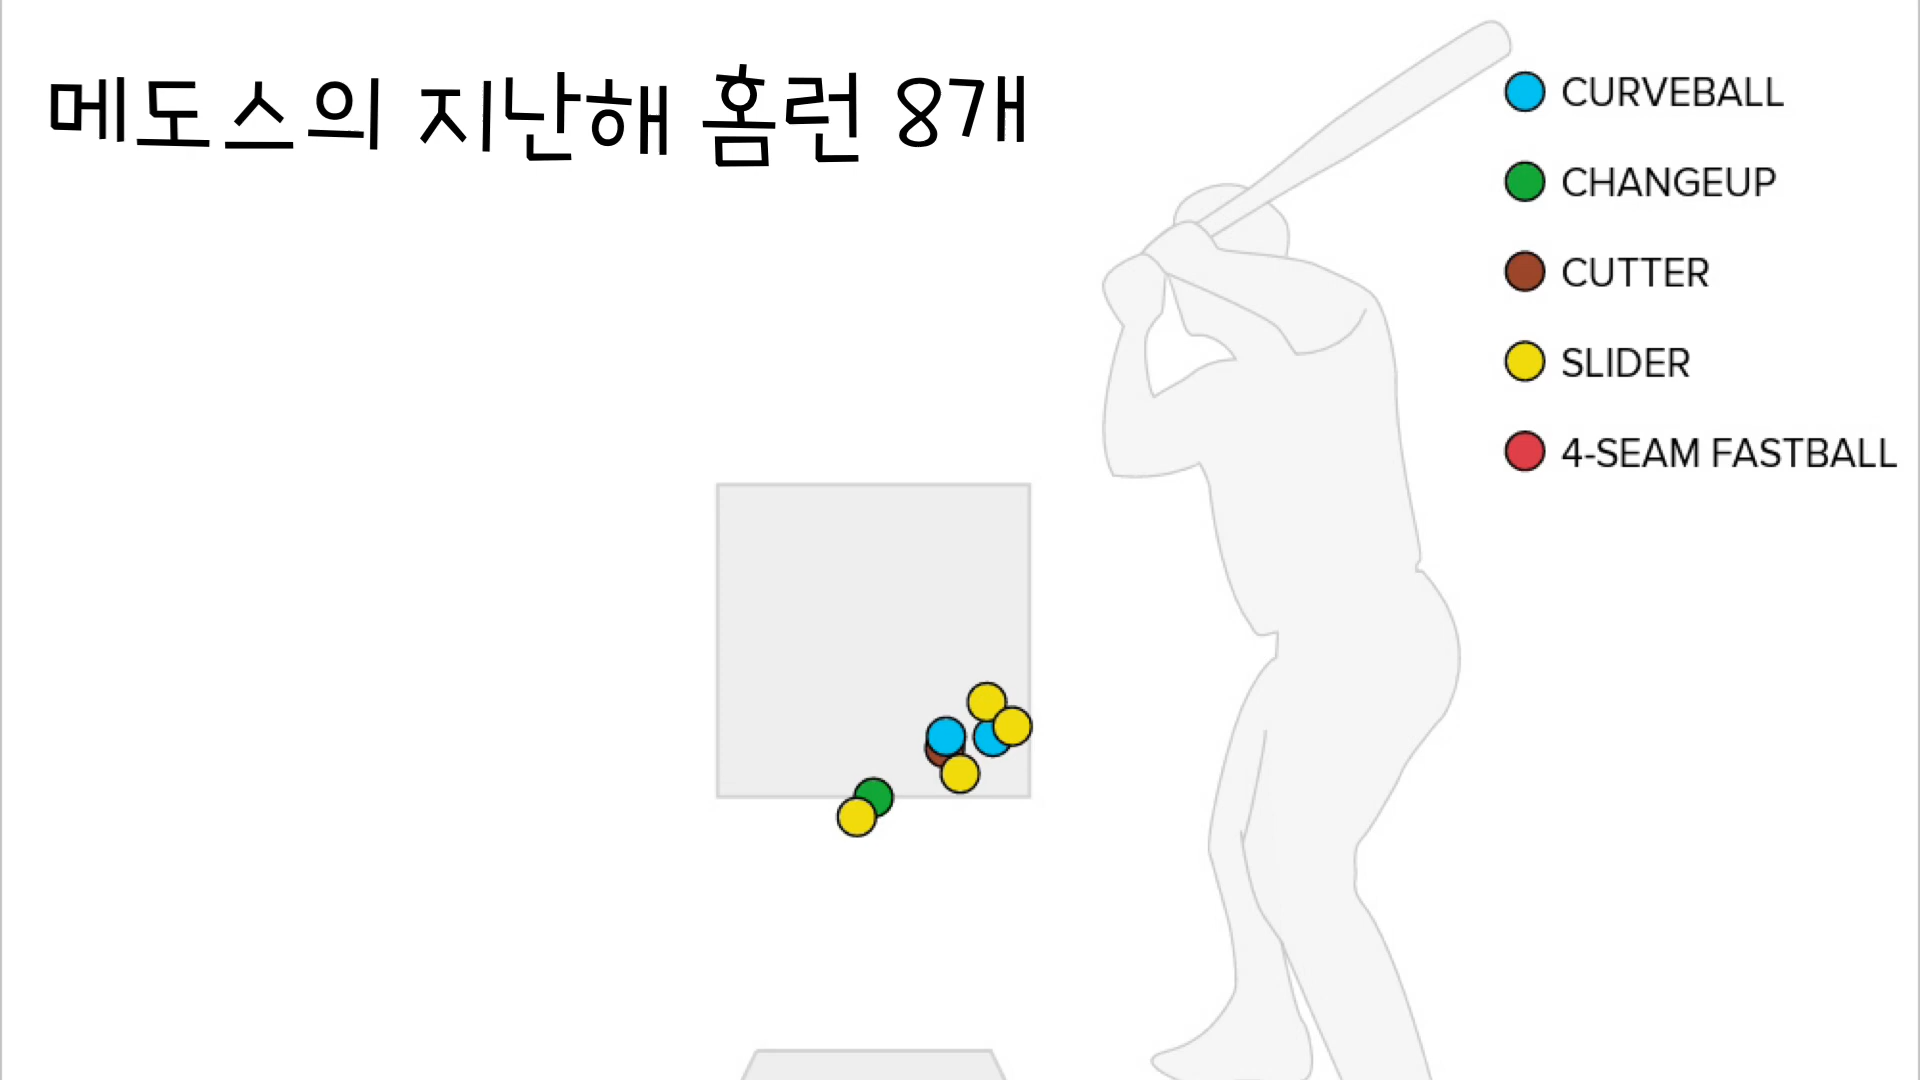 메도스의 지난해 홈런 8개
CURVEBALL
CHANGEUP
CUTTER
SLIDER
4-SEAM FASTBALL